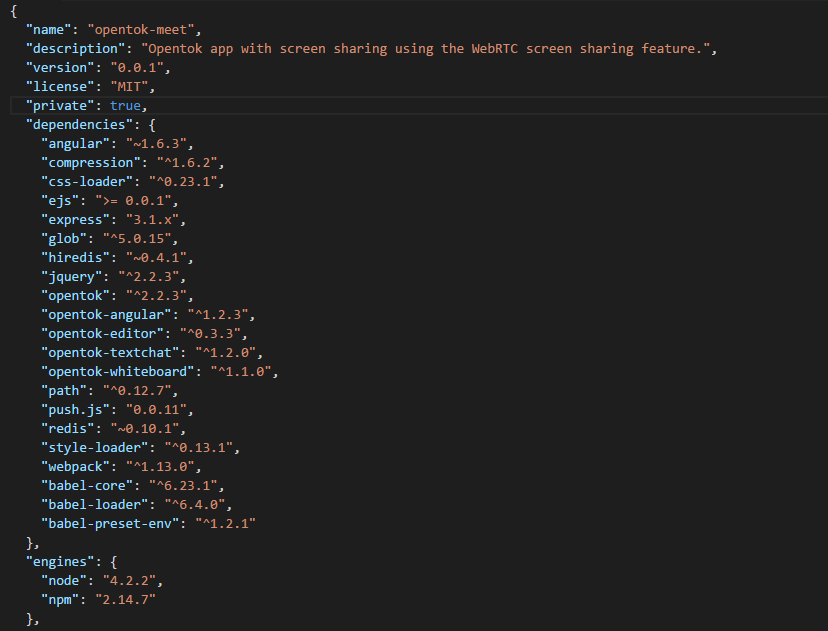 {
  "name": "opentok-meet",
  "description": "Opentok app with screen sharing using the WebRTC screen sharing feature.",
  "version": "0.0.1",
  "license": "MIT",
  "private": true,
  "dependencies": {
    "angular": "~1.6.3",
    "compression": "^1.6.2",
    "css-loader": "^0.23.1",
    "ejs": ">= 0.0.1",
    "express": "3.1.x",
    "glob": "^5.0.15",
    "hiredis": "~0.4.1",
    "jquery": "^2.2.3",
    "opentok": "^2.2.3",
    "opentok-angular": "^1.2.3",
    "opentok-editor": "^0.3.3",
    "opentok-textchat": "^1.2.0",
    "opentok-whiteboard": "^1.1.0",
    "path": "^0.12.7",
    "push.js": "0.0.11",
    "redis": "~0.10.1",
    "style-loader": "^0.13.1",
    "webpack": "^1.13.0",
    "babel-core": "^6.23.1",
    "babel-loader": "^6.4.0",
    "babel-preset-env": "^1.2.1"
  },
  "engines": {
    "node": "4.2.2",
    "npm": "2.14.7"
  },